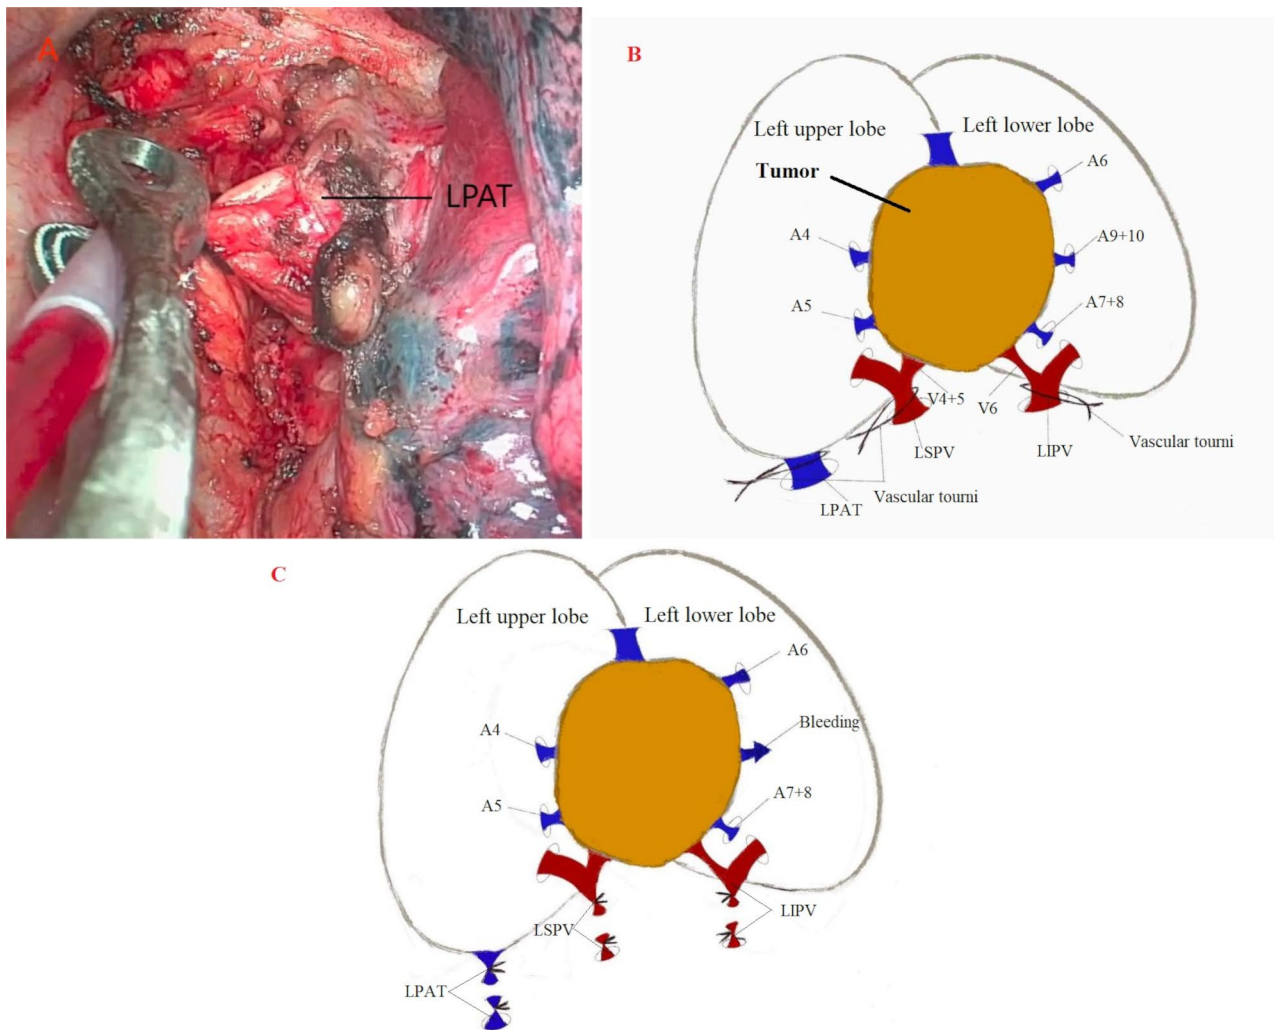 A
LPAT
B
Left upper lobe
Left lower lobe
Tumor
A6
A4
A9+10
A5
A7+8
V4+5
V6
LSPV
LIPV
Vascular tourni
LPAT
Vascular tourni
C
Left upper lobe
Left lower lobe
A6
A4
Bleeding
A5
A7+8
LSPV
LIPV
LPAT